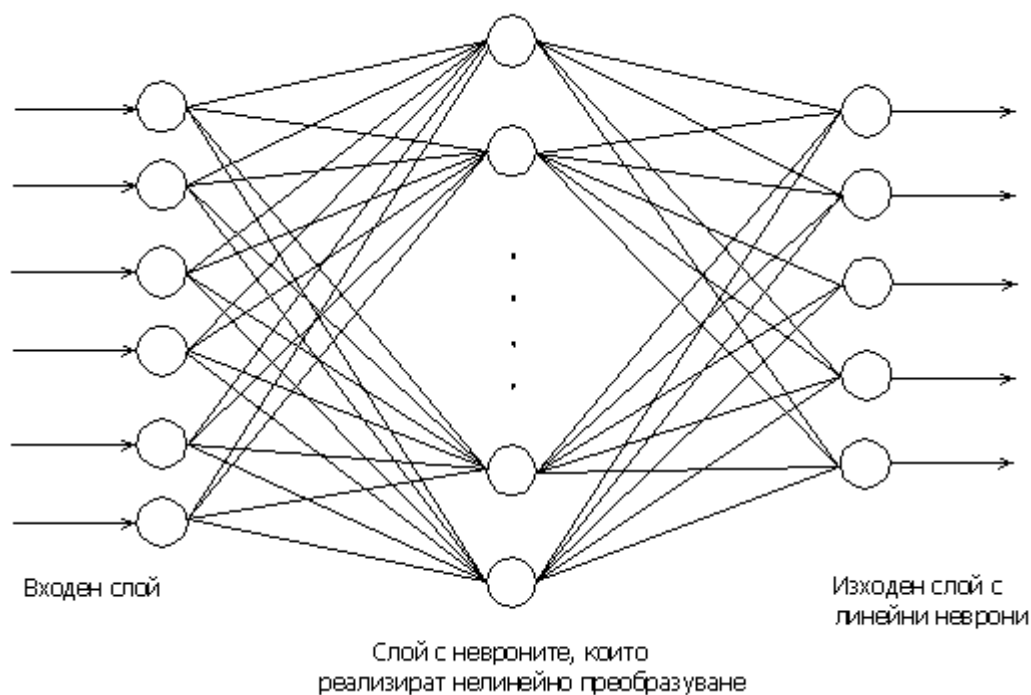 Входен слой
Изходен слой с
линейни неврони
Слой с невроните, които
реализират нелинейно преобразуване